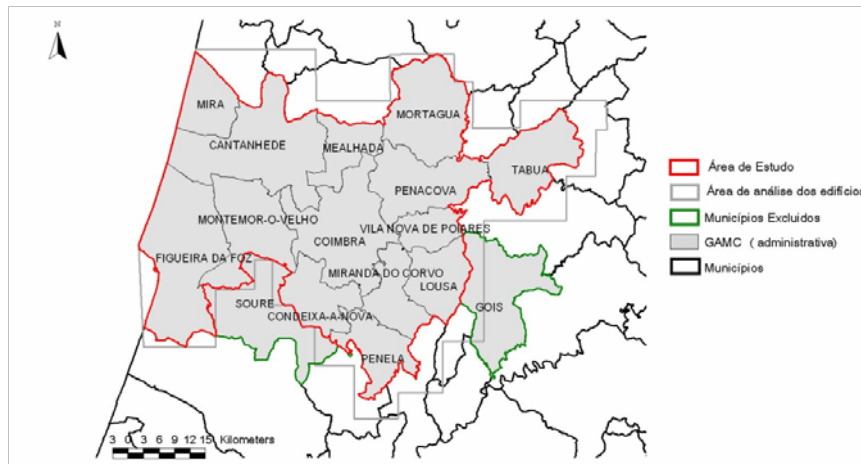 N
MIRA
MORTAGUA
CANTANHEDE
MEALHADA
TABUA
PENACOVA
MONTEMOR-O-VELHO
VILA NOVA DE POIARES
COIMBRA
FIGUEIRA DA FOZ
MIRANDA DO CORVO
LOUSA
SOURE
GOIS
CONDEIXA-A-NOVA
PENELA
Área de Estudo
Área de análise dos edifícios
Municípios Excluidos
GAMC ( administrativa)
Municípios
3 0 3 6 9 12 15 Kilometers